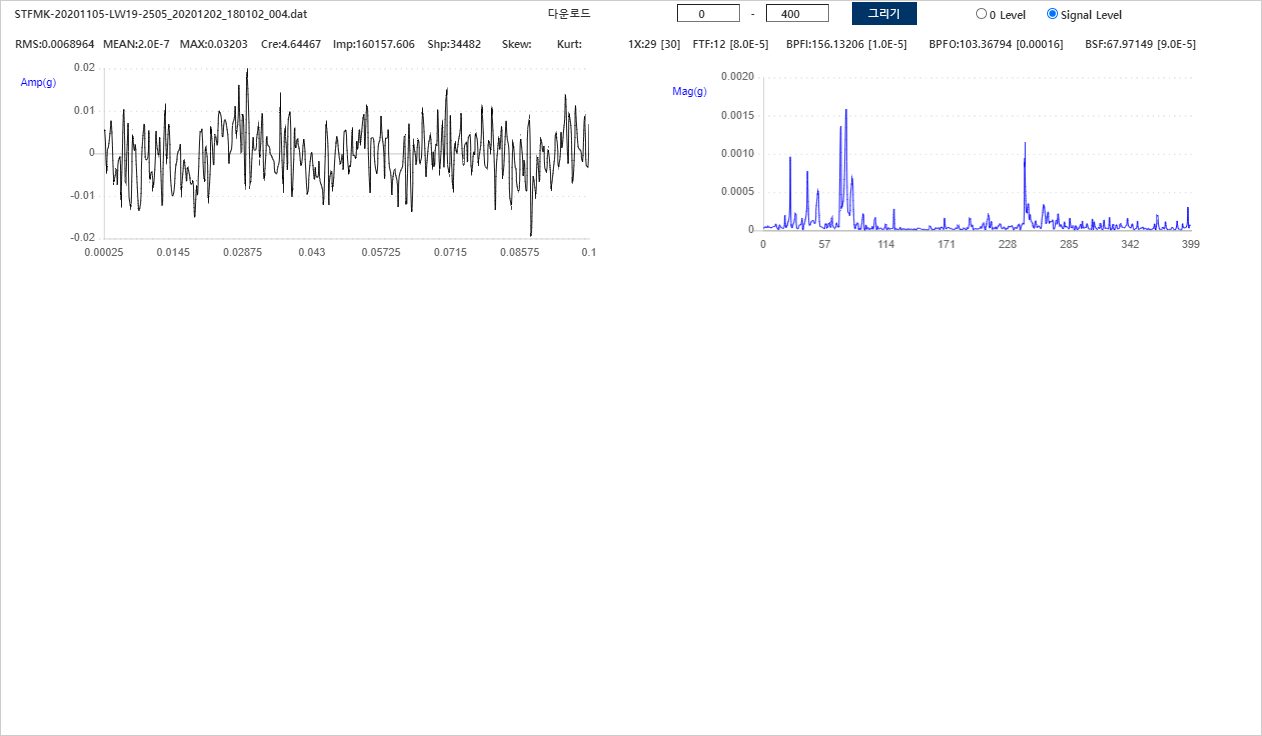 STFMK-20201105-LW19-2505_20201202_180102_004.dat 다운로드 0 - 400 그리기 0 Level Signal Level
RMS:0.0068964 MEAN:2.0E-7 MAX:0.03203 Cre:4.64467 Imp:160157.606 Shp:34482 Skew: Kurt: 1X:29 [30] FTF:12 [8.0E-5] BPFI:156.13206 [1.0E-5] BPFO:103.36794 [0.00016] BSF:67.97149 [9.0E-5]
Amp(g)
0.02
0.01
0
-0.01
-0.02
0.00025 0.0145 0.02875 0.043 0.05725 0.0715 0.08575 0.1
Mag(g)
0.0020
0.0015
0.0010
0.0005
0
0 57 114 171 228 285 342 399